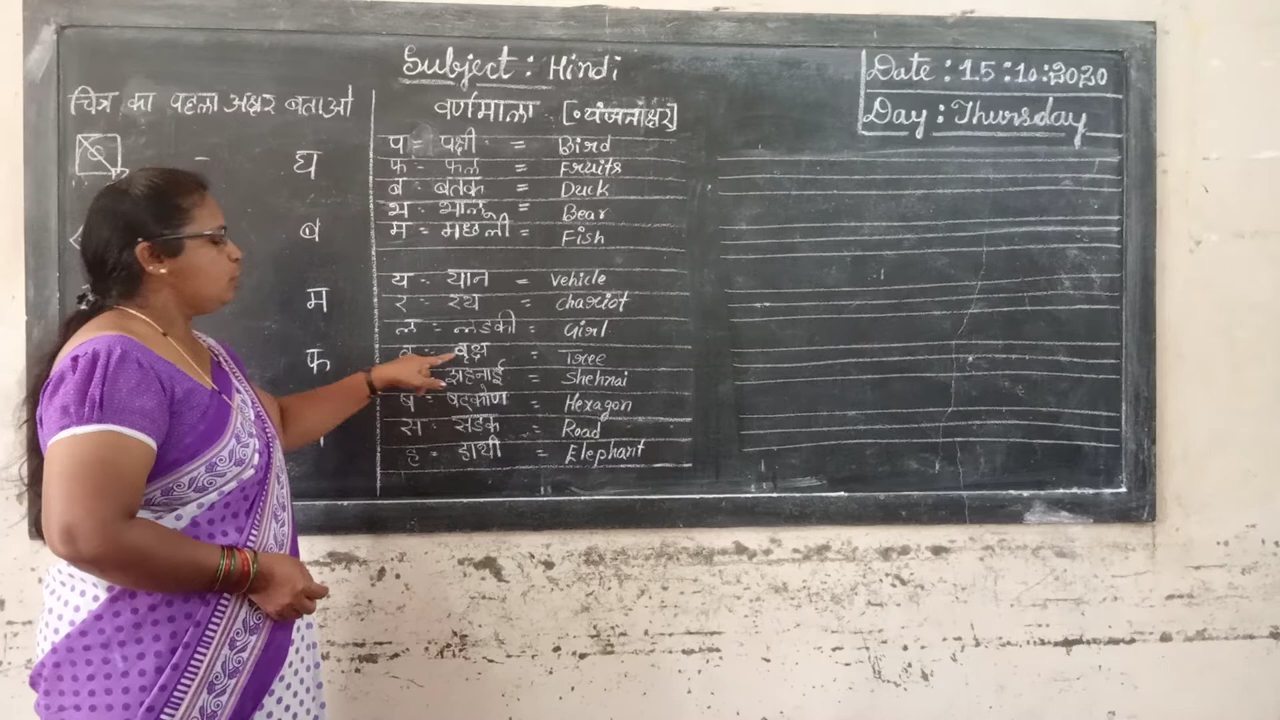 Subject : Hindi
Date : 15:10:2020
Day : Thursday
चित्र का पहला अक्षर बताओ
घ
ब
म
फ
वर्णमाला [व्यंजनाक्षर]
प = पक्षी = Bird
फ = फल = Fruits
ब = बतक = Duck
भ = भालू = Bear
म = मछली = Fish
य = यान = Vehicle
र = रथ = chariot
ल = लडकी = Girl
वृक्ष = Tree
शहनाई = Shehnai
ष = षट्कोण = Hexagon
स = सडक = Road
ह = हाथी = Elephant